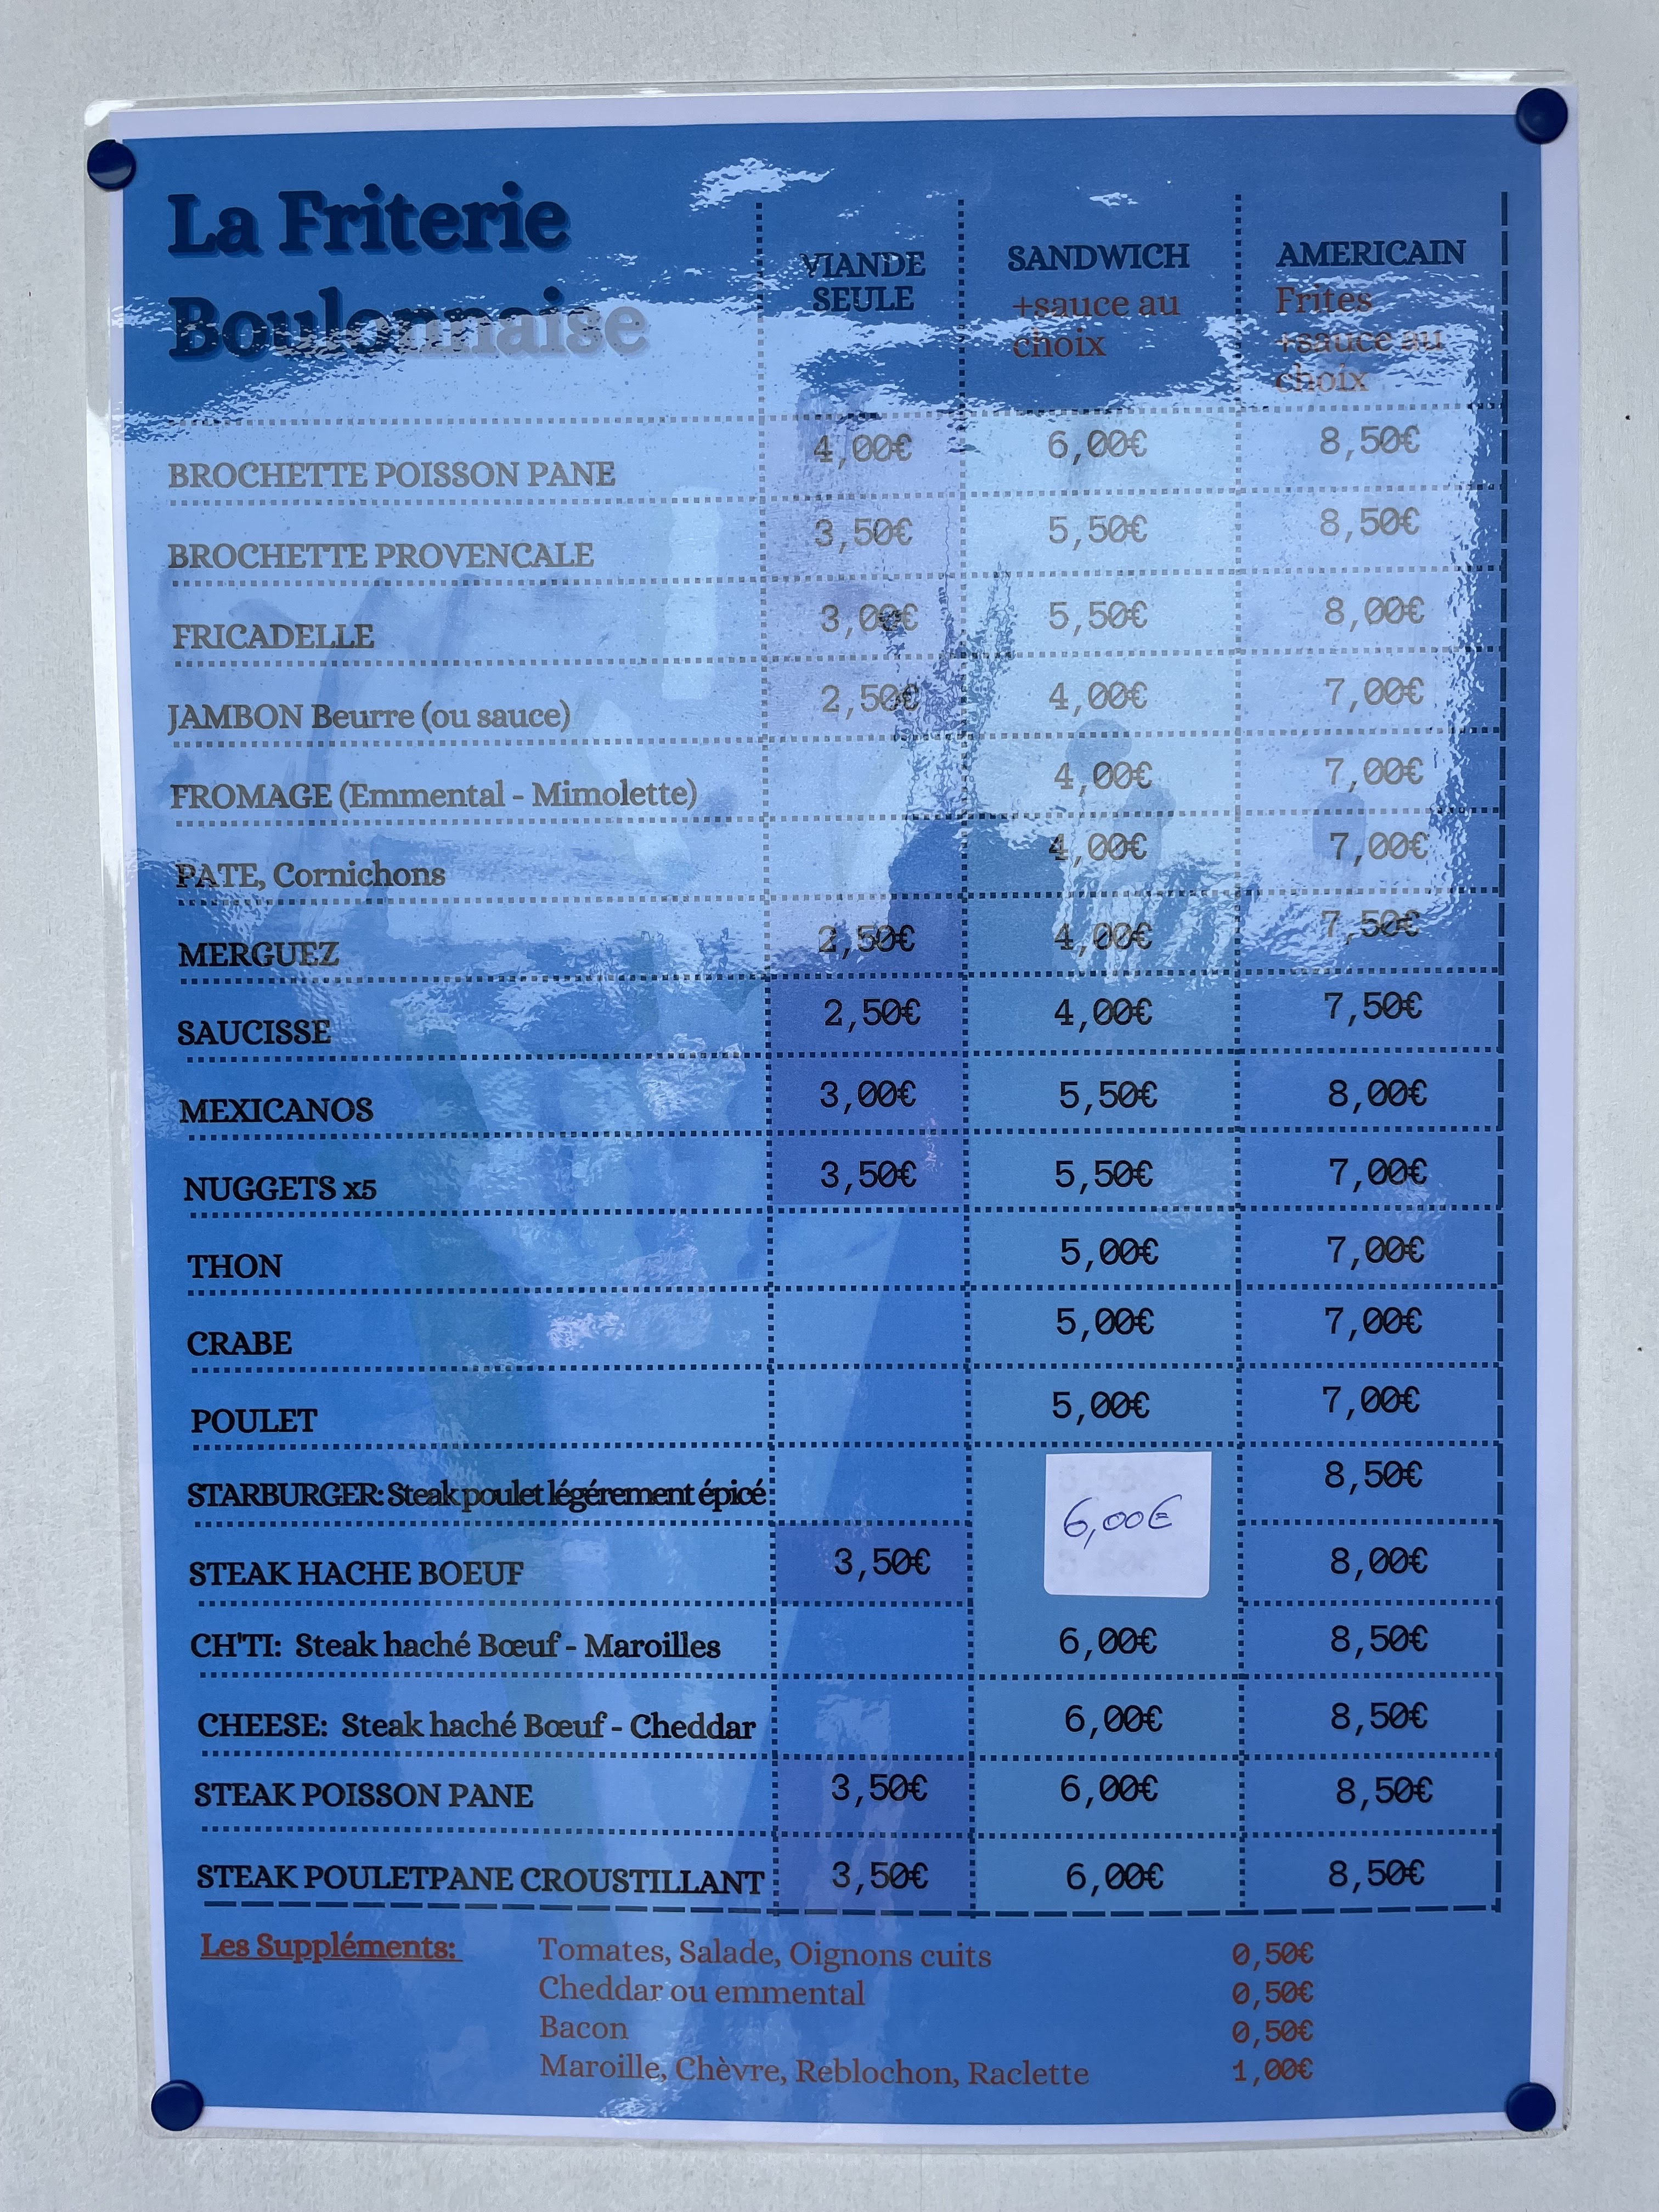 La Friterie
Boulonnaise
VIANDE
SEULE
SANDWICH
+sauce au
choix
AMERICAIN
Frites
+sauce au
choix
BROCHETTE POISSON PANE 4,00€ 6,00€ 8,50€
BROCHETTE PROVENCALE 3,50€ 5,50€ 8,50€
FRICADELLE 3,00€ 5,50€ 8,00€
JAMBON Beurre (ou sauce) 2,50€ 4,00€ 7,00€
FROMAGE (Emmental - Mimolette) 4,00€ 7,00€
PATE, Cornichons 4,00€ 7,00€
MERGUEZ 2,50€ 4,00€ 7,50€
SAUCISSE 2,50€ 4,00€ 7,50€
MEXICANOS 3,00€ 5,50€ 8,00€
NUGGETS x5 3,50€ 5,50€ 7,00€
THON 5,00€ 7,00€
CRABE 5,00€ 7,00€
POULET 5,00€ 7,00€
STARBURGER: Steak poulet légérement épicé 8,50€
6,00€
STEAK HACHE BOEUF 3,50€ 8,00€
CH'TI: Steak haché Bœuf - Maroilles 6,00€ 8,50€
CHEESE: Steak haché Bœuf - Cheddar 6,00€ 8,50€
STEAK POISSON PANE 3,50€ 6,00€ 8,50€
STEAK POULETPANE CROUSTILLANT 3,50€ 6,00€ 8,50€
Les Suppléments: Tomates, Salade, Oignons cuits 0,50€
Cheddar ou emmental 0,50€
Bacon 0,50€
Maroille, Chèvre, Reblochon, Raclette 1,00€